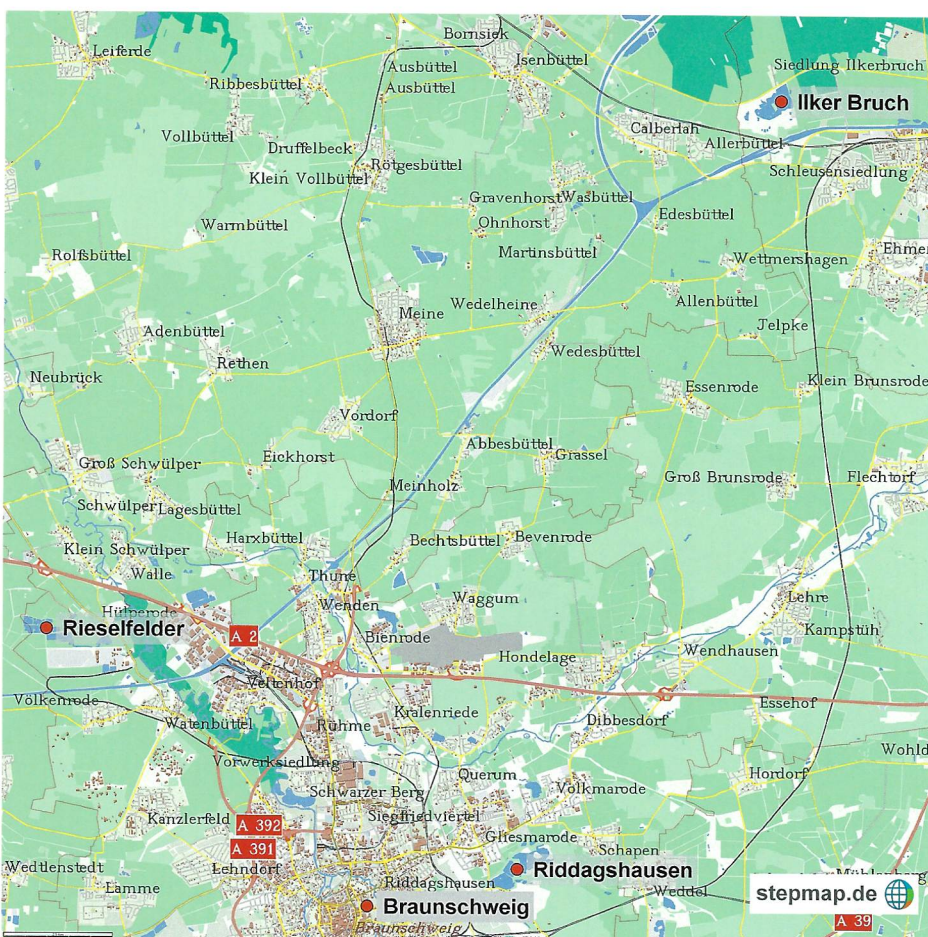 Bornsiek
Leiferde
Ausbüttel
Isenbüttel
Siedlung Ilkerbruch
Ribbesbüttel
Ausbüttel
Ilker Bruch
Vollbüttel
Calberlah
Allerbüttel
Druffelbeck
Rötgesbüttel
Klein Vollbüttel
Schleusensiedlung
Gravenhorst
Wasbüttel
Edesbüttel
Warmbüttel
Ohnhorst
Martinsbüttel
Rolfsbüttel
Wettmershagen
Ehmen
Wedelheine
Allenbüttel
Meine
Adenbüttel
Jelpke
Rethen
Wedesbüttel
Neubrück
Essenrode
Klein Brunsrode
Vordorf
Abbesbüttel
Grassel
Eickhorst
Groß Schwülper
Meinholz
Groß Brunsrode
Flechtorf
Schwülper
Lagesbüttel
Harxbüttel
Bechtsbüttel
Bevenrode
Klein Schwülper
Walle
Thune
Wenden
Waggum
Lehre
Hülperode
Rieselfelder
A 2
Bienrode
Kampstüh
Hondelage
Wendhausen
Veltenhof
Völkenrode
Essehof
Watenbüttel
Rühme
Kralenriede
Dibbesdorf
Vorwerksiedlung
Wohld
Querum
Hordorf
Schwarzer Berg
Volkmarode
Kanzlerfeld
A 392
Siegfriedviertel
Gliesmarode
A 391
Schapen
Wedtlenstedt
Lehndorf
Riddagshausen
Lamme
Riddagshausen
Weddel
stepmap.de
Braunschweig
A 39
Braunschweig